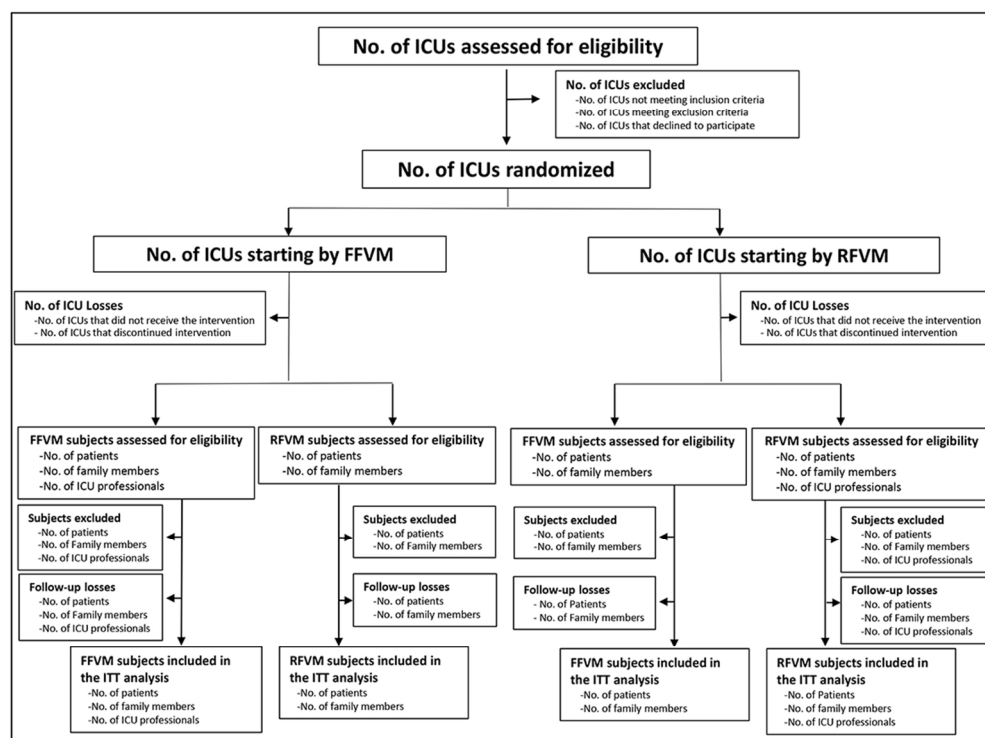 No. of ICUs assessed for eligibility
No. of ICUs excluded
-No. of ICUs not meeting inclusion criteria
-No. of ICUs meeting exclusion criteria
-No. of ICUs that declined to participate
No. of ICUs randomized
No. of ICUs starting by FFVM
No. of ICUs starting by RFVM
No. of ICU Losses
-No. of ICUs that did not receive the intervention
- No. of ICUs that discontinued intervention
No. of ICU Losses
-No. of ICUs that did not receive the intervention
- No. of ICUs that discontinued intervention
FFVM subjects assessed for eligibility
-No. of patients
-No. of family members
-No. of ICU professionals
RFVM subjects assessed for eligibility
-No. of patients
-No. of family members
FFVM subjects assessed for eligibility
-No. of patients
-No. of family members
RFVM subjects assessed for eligibility
-No. of patients
-No. of family members
-No. of ICU professionals
Subjects excluded
-No. of patients
-No. of Family members
-No. of ICU professionals
Subjects excluded
-No. of patients
-No. of Family members
Subjects excluded
-No. of patients
-No. of family members
Subjects excluded
-No. of patients
-No. of Family members
-No. of ICU professionals
Follow-up losses
-No. of patients
-No. of Family members
-No. of ICU professionals
Follow-up losses
-No. of patients
-No. of family members
Follow-up losses
-No. of Patients
-No. of Family members
Follow-up losses
-No. of patients
-No. of Family members
-No. of ICU professionals
FFVM subjects included in
the ITT analysis
-No. of patients
-No. of family members
-No. of ICU professionals
RFVM subjects included in
the ITT analysis
-No. of patients
-No. of family members
FFVM subjects included in
the ITT analysis
-No. of patients
-No. of family members
RFVM subjects included in
the ITT analysis
-No. of Patients
-No. of family members
-No. of ICU professionals